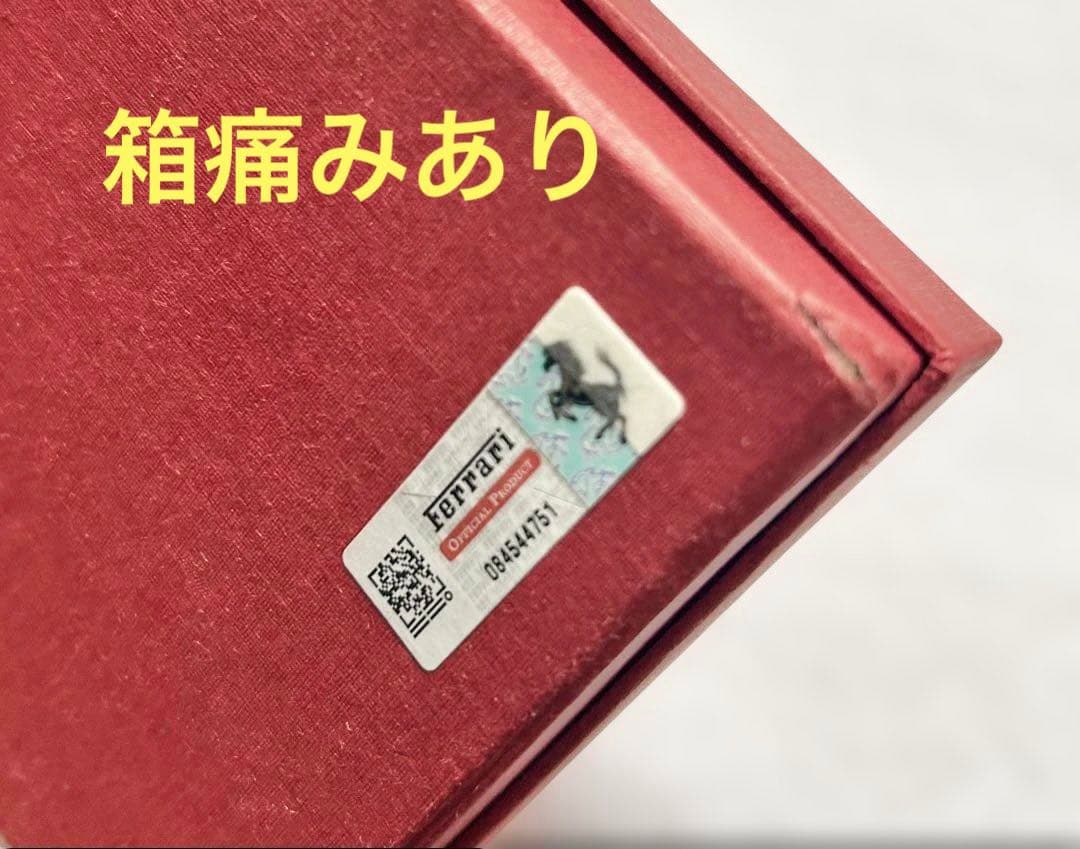 箱痛みあり
Ferrari
OFFICIAL PRODUCT
084544751